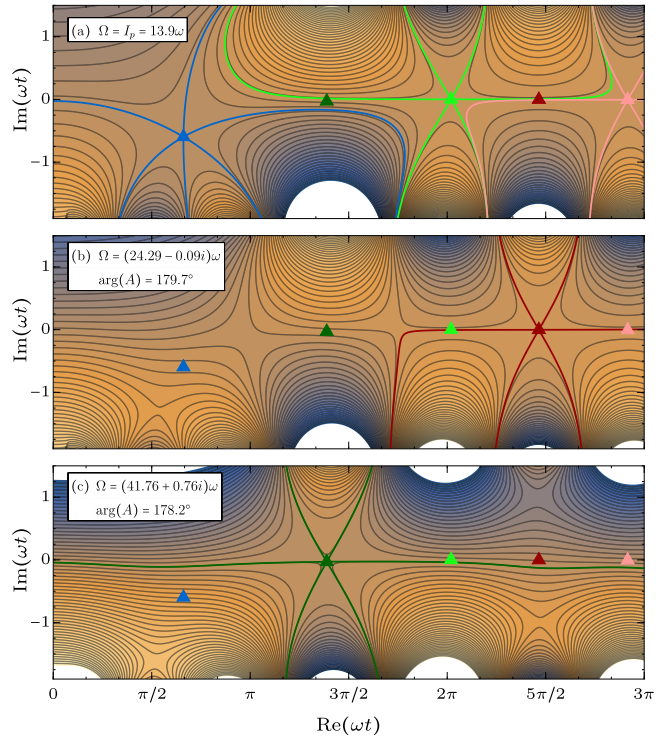 (a) Ω = I_p = 13.9ω
1
0
−1
Im(ωt)
(b) Ω = (24.29 − 0.09i)ω
arg(A) = 179.7°
1
0
−1
Im(ωt)
(c) Ω = (41.76 + 0.76i)ω
arg(A) = 178.2°
1
0
−1
Im(ωt)
0 π/2 π 3π/2 2π 5π/2 3π
Re(ωt)